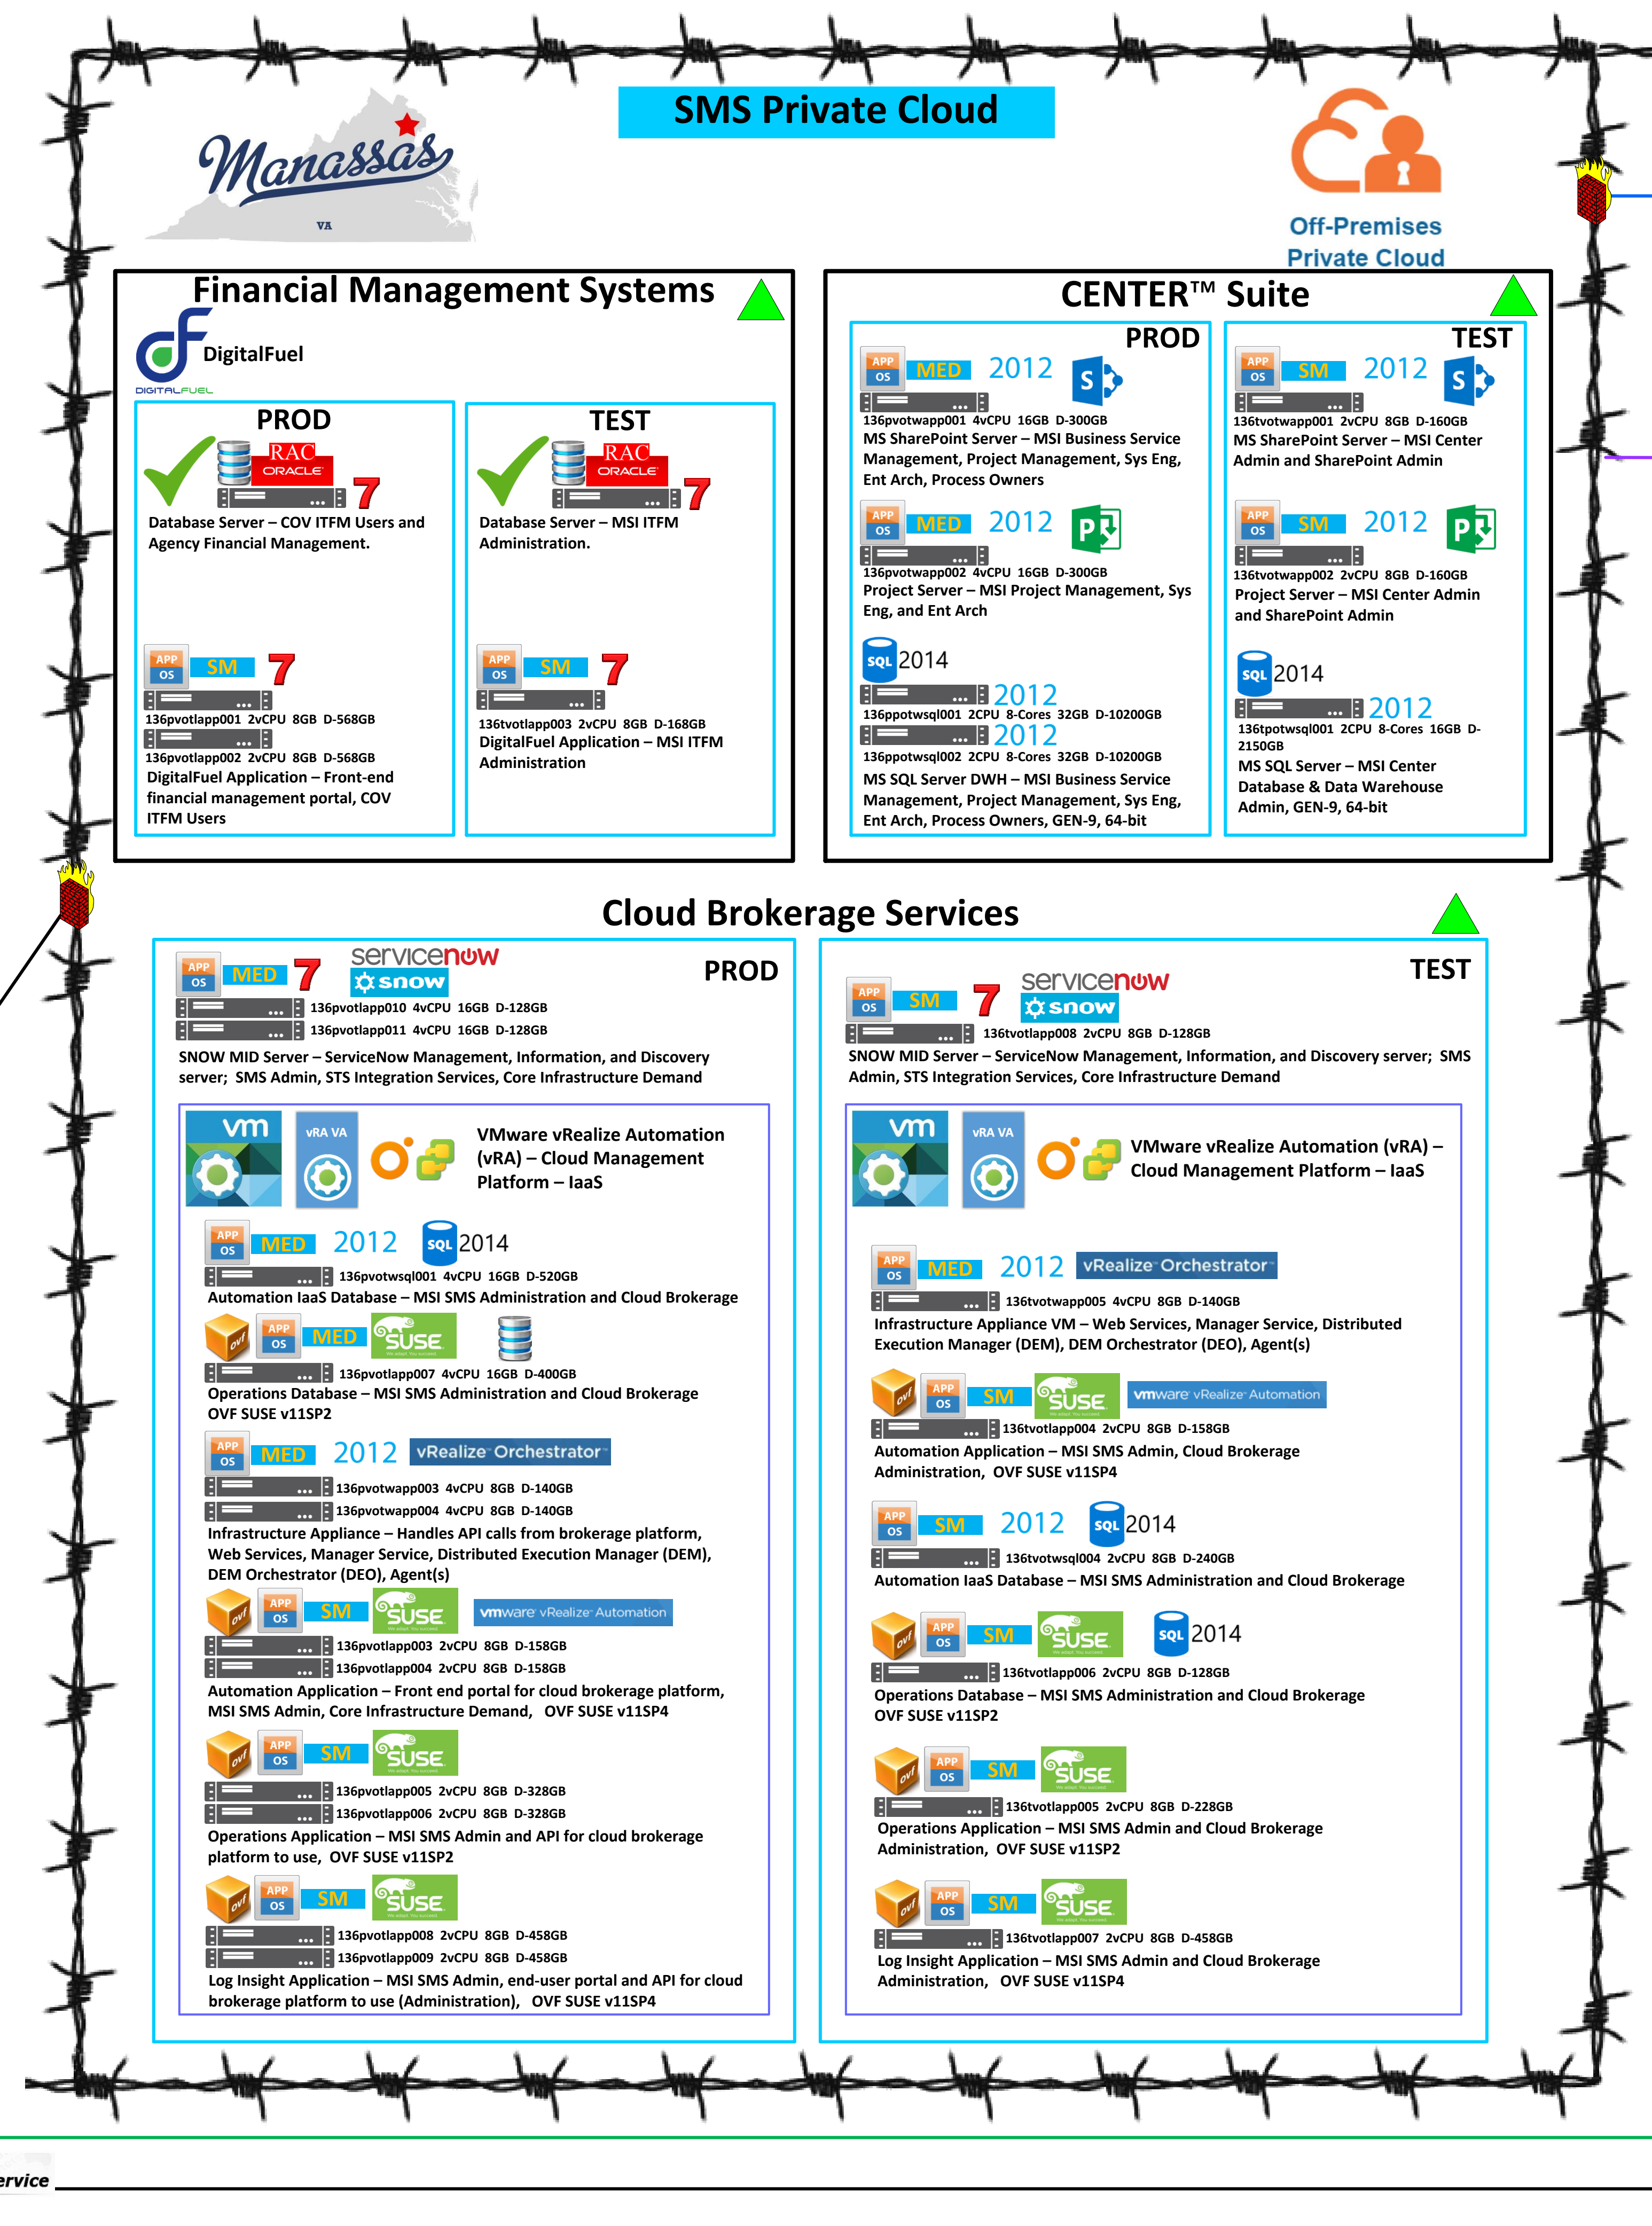 SMS Private Cloud
Manassas
VA
Off-Premises
Private Cloud
Financial Management Systems
DIGITALFUEL
DigitalFuel
PROD
RAC
ORACLE
7
Database Server – COV ITFM Users and
Agency Financial Management.
APP
OS
SM
7
136pvotlapp001 2vCPU 8GB D-568GB
136pvotlapp002 2vCPU 8GB D-568GB
DigitalFuel Application – Front-end
financial management portal, COV
ITFM Users
TEST
RAC
ORACLE
7
Database Server – MSI ITFM
Administration.
APP
OS
SM
7
136tvotlapp003 2vCPU 8GB D-168GB
DigitalFuel Application – MSI ITFM
Administration
CENTER™ Suite
PROD
APP
OS
MED
2012
S
136pvotwapp001 4vCPU 16GB D-300GB
MS SharePoint Server – MSI Business Service
Management, Project Management, Sys Eng,
Ent Arch, Process Owners
APP
OS
MED
2012
P
136pvotwapp002 4vCPU 16GB D-300GB
Project Server – MSI Project Management, Sys
Eng, and Ent Arch
SQL
2014
2012
136ppotwsql001 2CPU 8-Cores 32GB D-10200GB
2012
136ppotwsql002 2CPU 8-Cores 32GB D-10200GB
MS SQL Server DWH – MSI Business Service
Management, Project Management, Sys Eng,
Ent Arch, Process Owners, GEN-9, 64-bit
TEST
APP
OS
SM
2012
S
136tvotwapp001 2vCPU 8GB D-160GB
MS SharePoint Server – MSI Center
Admin and SharePoint Admin
APP
OS
SM
2012
P
136tvotwapp002 2vCPU 8GB D-160GB
Project Server – MSI Center Admin
and SharePoint Admin
SQL
2014
2012
136tpotwsql001 2CPU 8-Cores 16GB D-
2150GB
MS SQL Server – MSI Center
Database & Data Warehouse
Admin, GEN-9, 64-bit
Cloud Brokerage Services
PROD
APP
OS
MED
7
servicenow
snow
136pvotlapp010 4vCPU 16GB D-128GB
136pvotlapp011 4vCPU 16GB D-128GB
SNOW MID Server – ServiceNow Management, Information, and Discovery
server; SMS Admin, STS Integration Services, Core Infrastructure Demand
vm
vRA VA
VMware vRealize Automation
(vRA) – Cloud Management
Platform – IaaS
APP
OS
MED
2012
SQL
2014
136pvotwsql001 4vCPU 16GB D-520GB
Automation IaaS Database – MSI SMS Administration and Cloud Brokerage
ovf
APP
OS
MED
SUSE
136pvotlapp007 4vCPU 16GB D-400GB
Operations Database – MSI SMS Administration and Cloud Brokerage
OVF SUSE v11SP2
APP
OS
MED
2012
vRealize Orchestrator
136pvotwapp003 4vCPU 8GB D-140GB
136pvotwapp004 4vCPU 8GB D-140GB
Infrastructure Appliance – Handles API calls from brokerage platform,
Web Services, Manager Service, Distributed Execution Manager (DEM),
DEM Orchestrator (DEO), Agent(s)
ovf
APP
OS
SM
SUSE
vmware vRealize Automation
136pvotlapp003 2vCPU 8GB D-158GB
136pvotlapp004 2vCPU 8GB D-158GB
Automation Application – Front end portal for cloud brokerage platform,
MSI SMS Admin, Core Infrastructure Demand, OVF SUSE v11SP4
ovf
APP
OS
SM
SUSE
136pvotlapp005 2vCPU 8GB D-328GB
136pvotlapp006 2vCPU 8GB D-328GB
Operations Application – MSI SMS Admin and API for cloud brokerage
platform to use, OVF SUSE v11SP2
ovf
APP
OS
SM
SUSE
136pvotlapp008 2vCPU 8GB D-458GB
136pvotlapp009 2vCPU 8GB D-458GB
Log Insight Application – MSI SMS Admin, end-user portal and API for cloud
brokerage platform to use (Administration), OVF SUSE v11SP4
TEST
APP
OS
SM
7
servicenow
snow
136tvotlapp008 2vCPU 8GB D-128GB
SNOW MID Server – ServiceNow Management, Information, and Discovery server; SMS
Admin, STS Integration Services, Core Infrastructure Demand
vm
vRA VA
VMware vRealize Automation (vRA) –
Cloud Management Platform – IaaS
APP
OS
MED
2012
vRealize Orchestrator
136tvotwapp005 4vCPU 8GB D-140GB
Infrastructure Appliance VM – Web Services, Manager Service, Distributed
Execution Manager (DEM), DEM Orchestrator (DEO), Agent(s)
ovf
APP
OS
SM
SUSE
vmware vRealize Automation
136tvotlapp004 2vCPU 8GB D-158GB
Automation Application – MSI SMS Admin, Cloud Brokerage
Administration, OVF SUSE v11SP4
APP
OS
SM
2012
SQL
2014
136tvotwsql004 2vCPU 8GB D-240GB
Automation IaaS Database – MSI SMS Administration and Cloud Brokerage
ovf
APP
OS
SM
SUSE
SQL
2014
136tvotlapp006 2vCPU 8GB D-128GB
Operations Database – MSI SMS Administration and Cloud Brokerage
OVF SUSE v11SP2
ovf
APP
OS
SM
SUSE
136tvotlapp005 2vCPU 8GB D-228GB
Operations Application – MSI SMS Admin and Cloud Brokerage
Administration, OVF SUSE v11SP2
ovf
APP
OS
SM
SUSE
136tvotlapp007 2vCPU 8GB D-458GB
Log Insight Application – MSI SMS Admin and Cloud Brokerage
Administration, OVF SUSE v11SP4
ervice